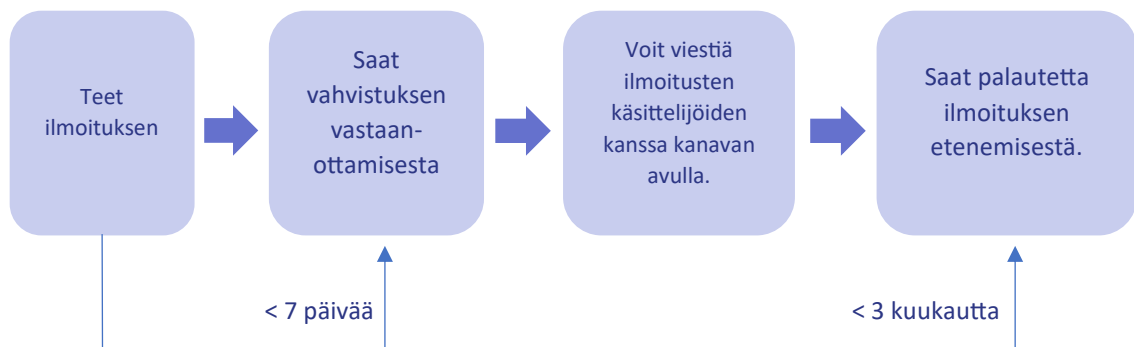 Teet
ilmoituksen
Saat
vahvistuksen
vastaan-
ottamisesta
Voit viestiä
ilmoitusten
käsittelijöiden
kanssa kanavan
avulla.
Saat palautetta
ilmoituksen
etenemisestä.
< 7 päivää
< 3 kuukautta